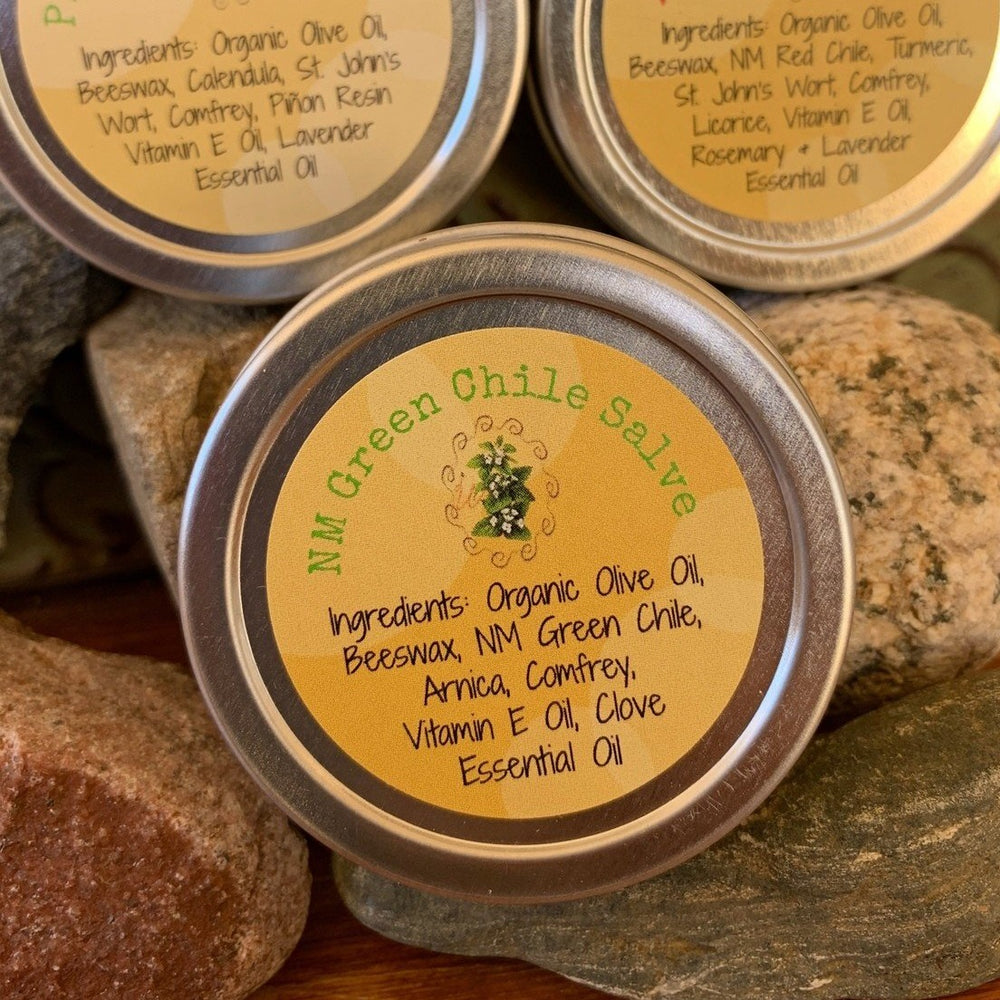 Ingredients: Organic Olive Oil,
Beeswax, Calendula, St. John's
Wort, Comfrey, Piñon Resin
Vitamin E Oil, Lavender
Essential Oil
Ingredients: Organic Olive Oil,
Beeswax, NM Red Chile, Turmeric,
St. John's Wort, Comfrey,
Licorice, Vitamin E Oil,
Rosemary & Lavender
Essential Oil
NM Green Chile Salve
Ingredients: Organic Olive Oil,
Beeswax, NM Green Chile,
Arnica, Comfrey,
Vitamin E Oil, Clove
Essential Oil